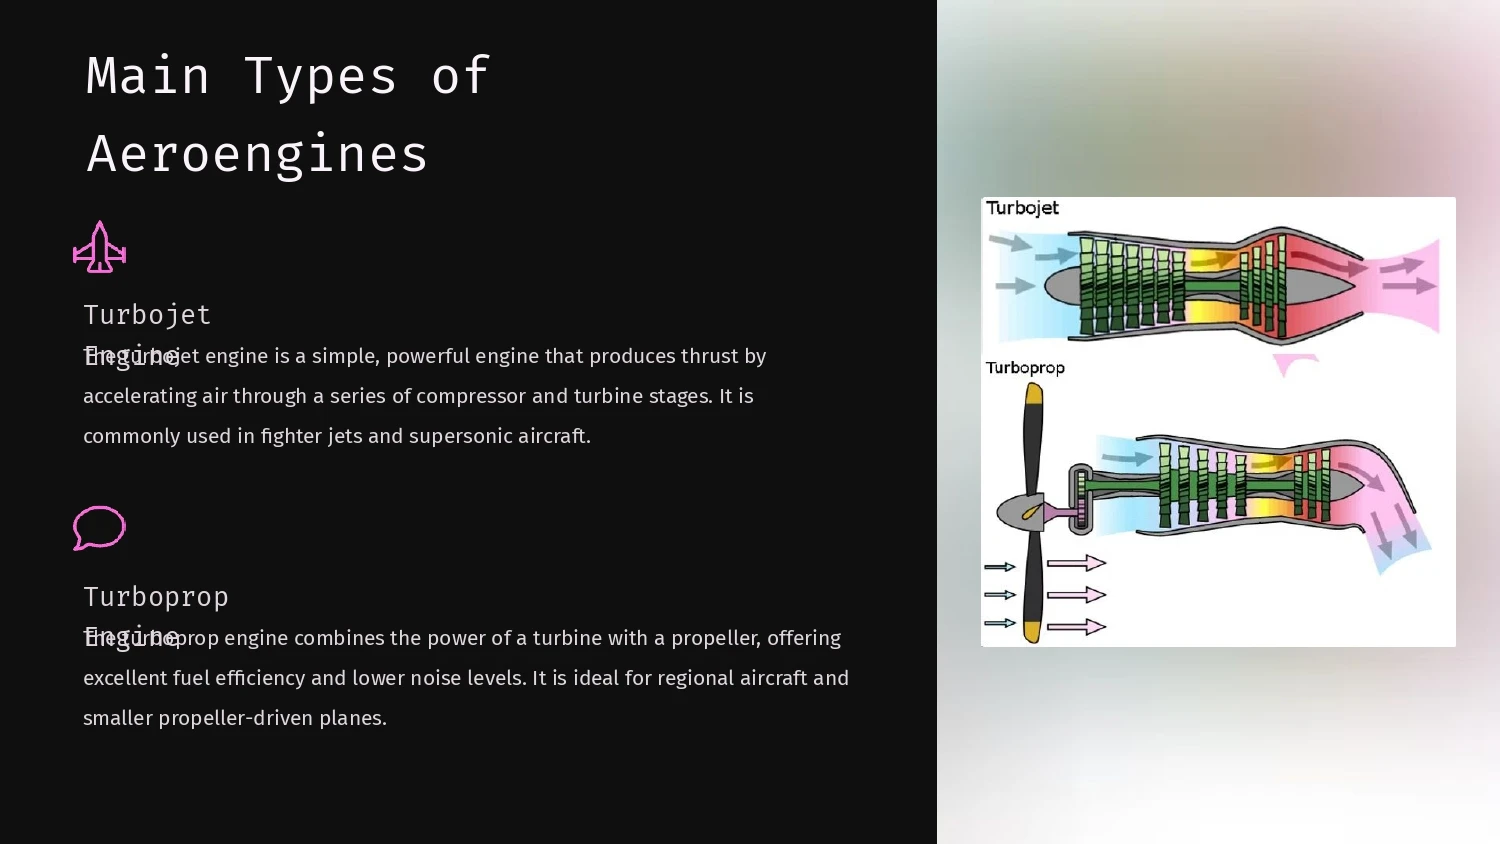 Main Types of
Aeroengines
Turbojet
Engine
The turbojet engine is a simple, powerful engine that produces thrust by
accelerating air through a series of compressor and turbine stages. It is
commonly used in fighter jets and supersonic aircraft.
Turboprop
Engine
The turboprop engine combines the power of a turbine with a propeller, offering
excellent fuel efficiency and lower noise levels. It is ideal for regional aircraft and
smaller propeller-driven planes.
Turbojet
Turboprop